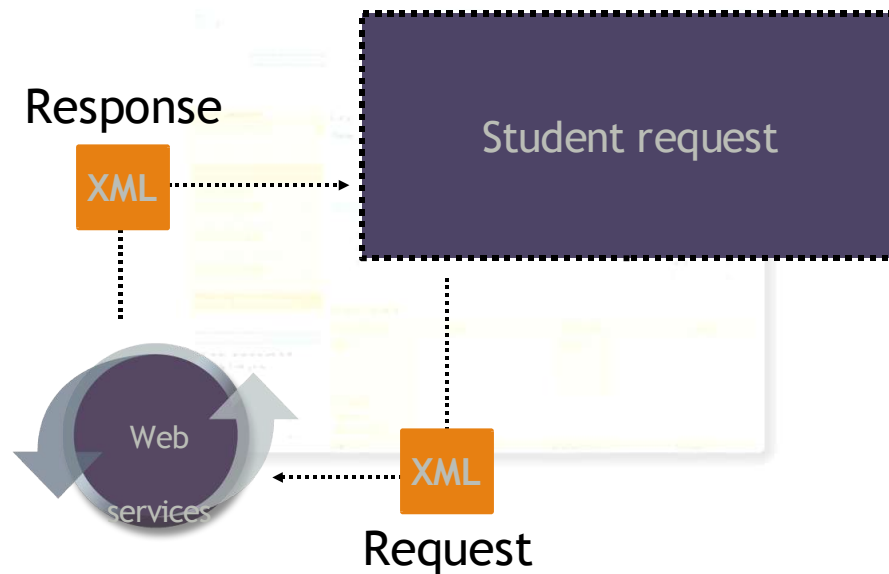 Response
Student request
XML
Web
services
XML
Request